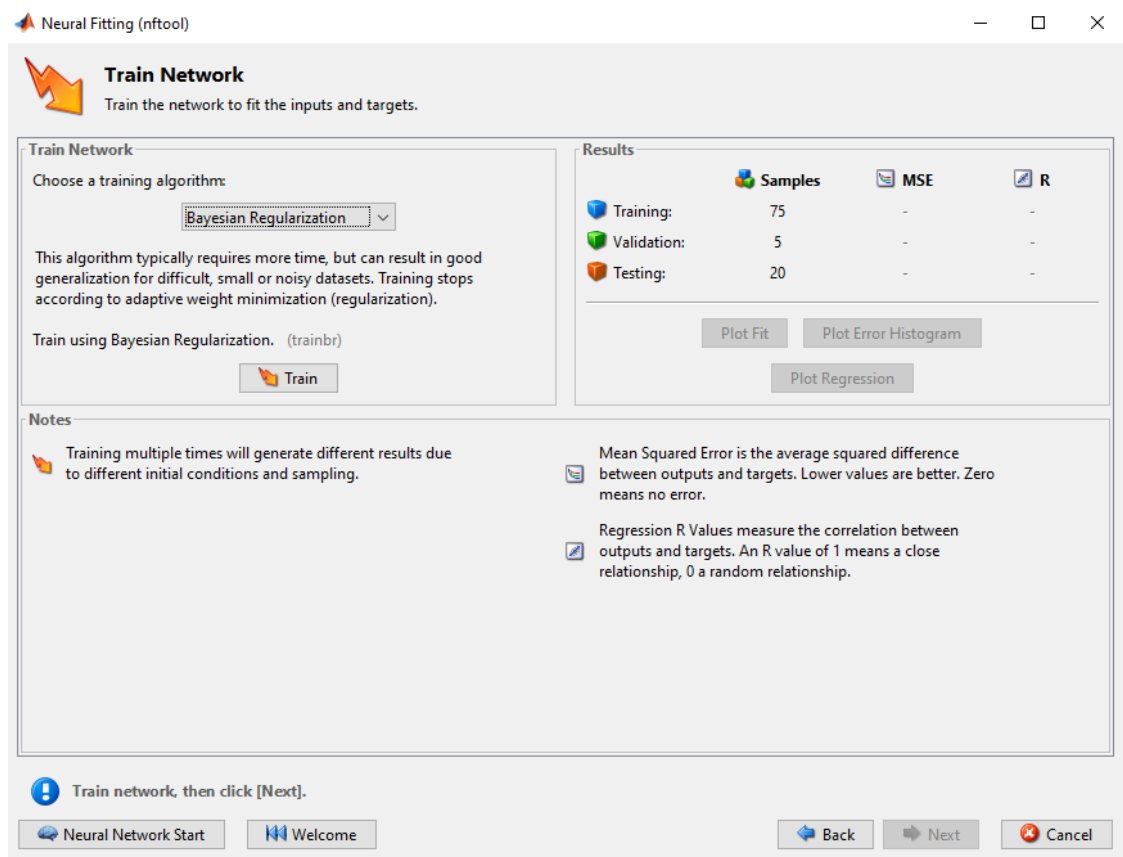 Neural Fitting (nftool)
Train Network
Train the network to fit the inputs and targets.
Train Network
Choose a training algorithm:
Bayesian Regularization
This algorithm typically requires more time, but can result in good
generalization for difficult, small or noisy datasets. Training stops
according to adaptive weight minimization (regularization).
Train using Bayesian Regularization. (trainbr)
Train
Results
Samples MSE R
Training: 75 - -
Validation: 5 - -
Testing: 20 - -
Plot Fit Plot Error Histogram
Plot Regression
Notes
Training multiple times will generate different results due
to different initial conditions and sampling.
Mean Squared Error is the average squared difference
between outputs and targets. Lower values are better. Zero
means no error.
Regression R Values measure the correlation between
outputs and targets. An R value of 1 means a close
relationship, 0 a random relationship.
Train network, then click [Next].
Neural Network Start Welcome Back Next Cancel